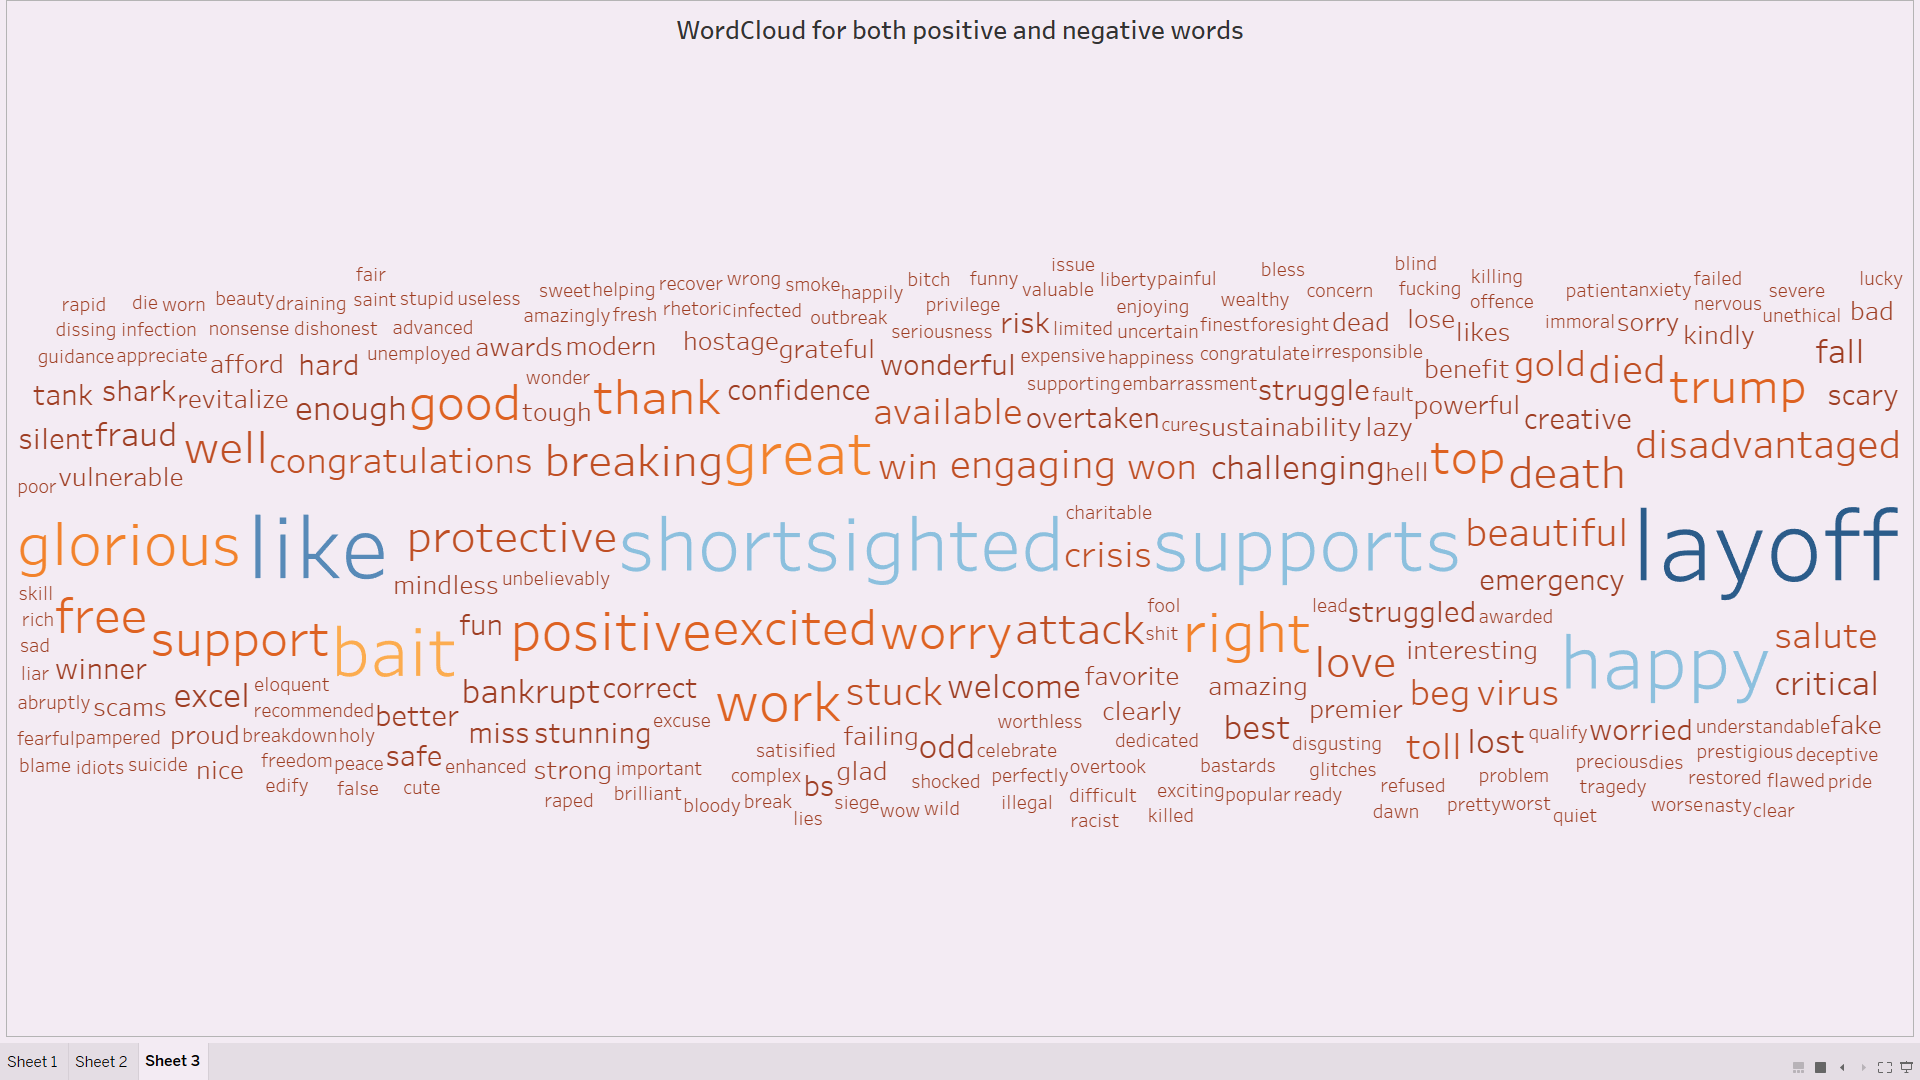 WordCloud for both positive and negative words
fair issue bless blind
rapid die worn beauty draining saint stupid useless sweet helping recover wrong smoke happily bitch funny valuable liberty painful wealthy concern fucking killing offence patient anxiety failed nervous severe lucky
dissing infection nonsense dishonest advanced amazingly fresh rhetoric infected outbreak privilege seriousness risk limited enjoying uncertain finest foresight dead lose likes immoral sorry kindly unethical bad
guidance appreciate afford hard unemployed awards modern hostage grateful wonderful expensive happiness congratulate irresponsible benefit gold died trump fall
tank shark revitalize enough good wonder tough thank confidence available overtaken supporting embarrassment struggle fault powerful creative scary
silent fraud well congratulations breaking great win engaging won cure sustainability lazy challenging hell top death disadvantaged
poor vulnerable
glorious like protective shortsighted charitable crisis supports beautiful layoff
mindless unbelievably emergency
skill
rich free support bait fun positive excited worry attack fool shit right lead struggled awarded
sad
liar winner love interesting happy salute
abruptly scams excel eloquent recommended better bankrupt correct work stuck welcome favorite clearly amazing premier beg virus critical
fearful pampered proud breakdown holy miss stunning excuse failing odd worthless celebrate dedicated best disgusting toll lost qualify worried understandable fake
blame idiots suicide nice freedom peace safe enhanced strong important satisified complex bs glad shocked perfectly overtook bastards glitches refused problem precious dies prestigious deceptive
edify false cute raped brilliant bloody break lies siege wow wild illegal difficult racist exciting killed popular ready dawn pretty worst tragedy quiet restored flawed pride worse nasty clear
Sheet 1 Sheet 2 Sheet 3